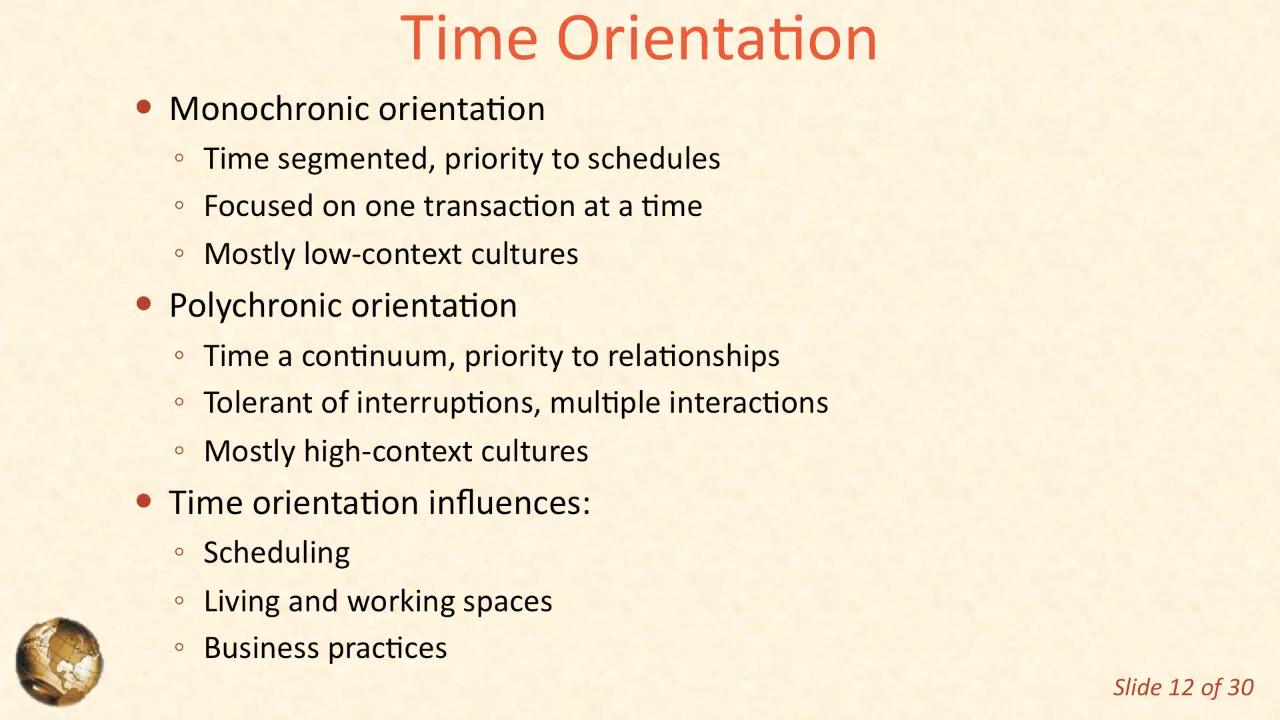 Time Orientation
• Monochronic orientation
◦ Time segmented, priority to schedules
◦ Focused on one transaction at a time
◦ Mostly low-context cultures
• Polychronic orientation
◦ Time a continuum, priority to relationships
◦ Tolerant of interruptions, multiple interactions
◦ Mostly high-context cultures
• Time orientation influences:
◦ Scheduling
◦ Living and working spaces
◦ Business practices
Slide 12 of 30